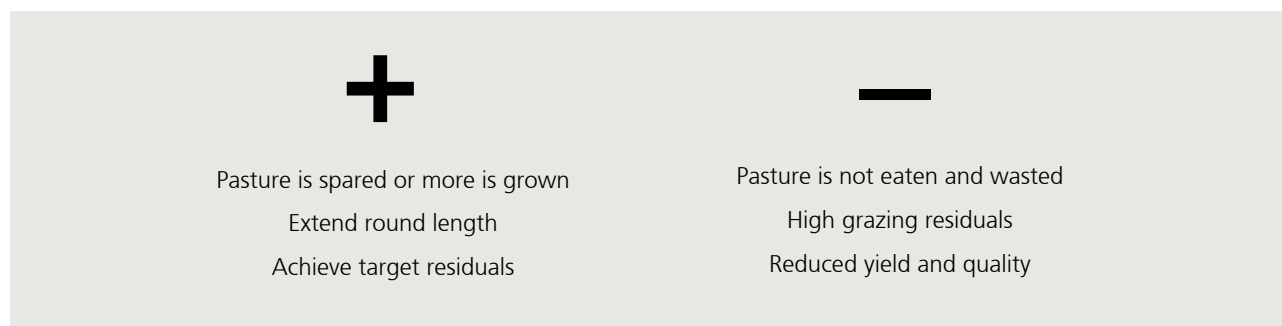 +
Pasture is spared or more is grown
Extend round length
Achieve target residuals
−
Pasture is not eaten and wasted
High grazing residuals
Reduced yield and quality